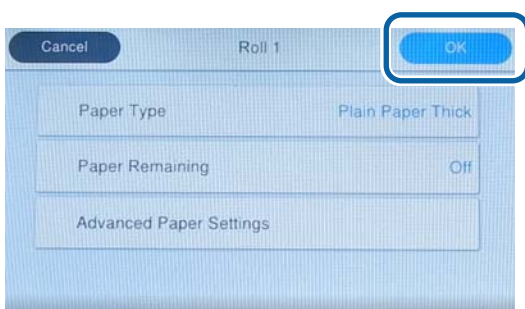 Cancel Roll 1 OK
Paper Type Plain Paper Thick
Paper Remaining Off
Advanced Paper Settings